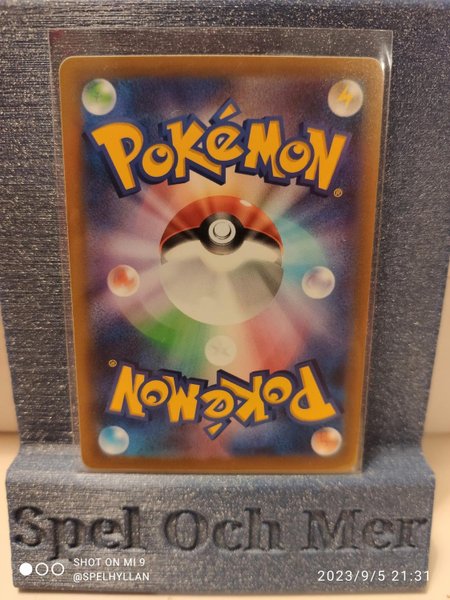 POKéMON®
POKéMON®
Spel Och Mer
SHOT ON MI 9
@SPELHYLLAN
2023/9/5 21:31